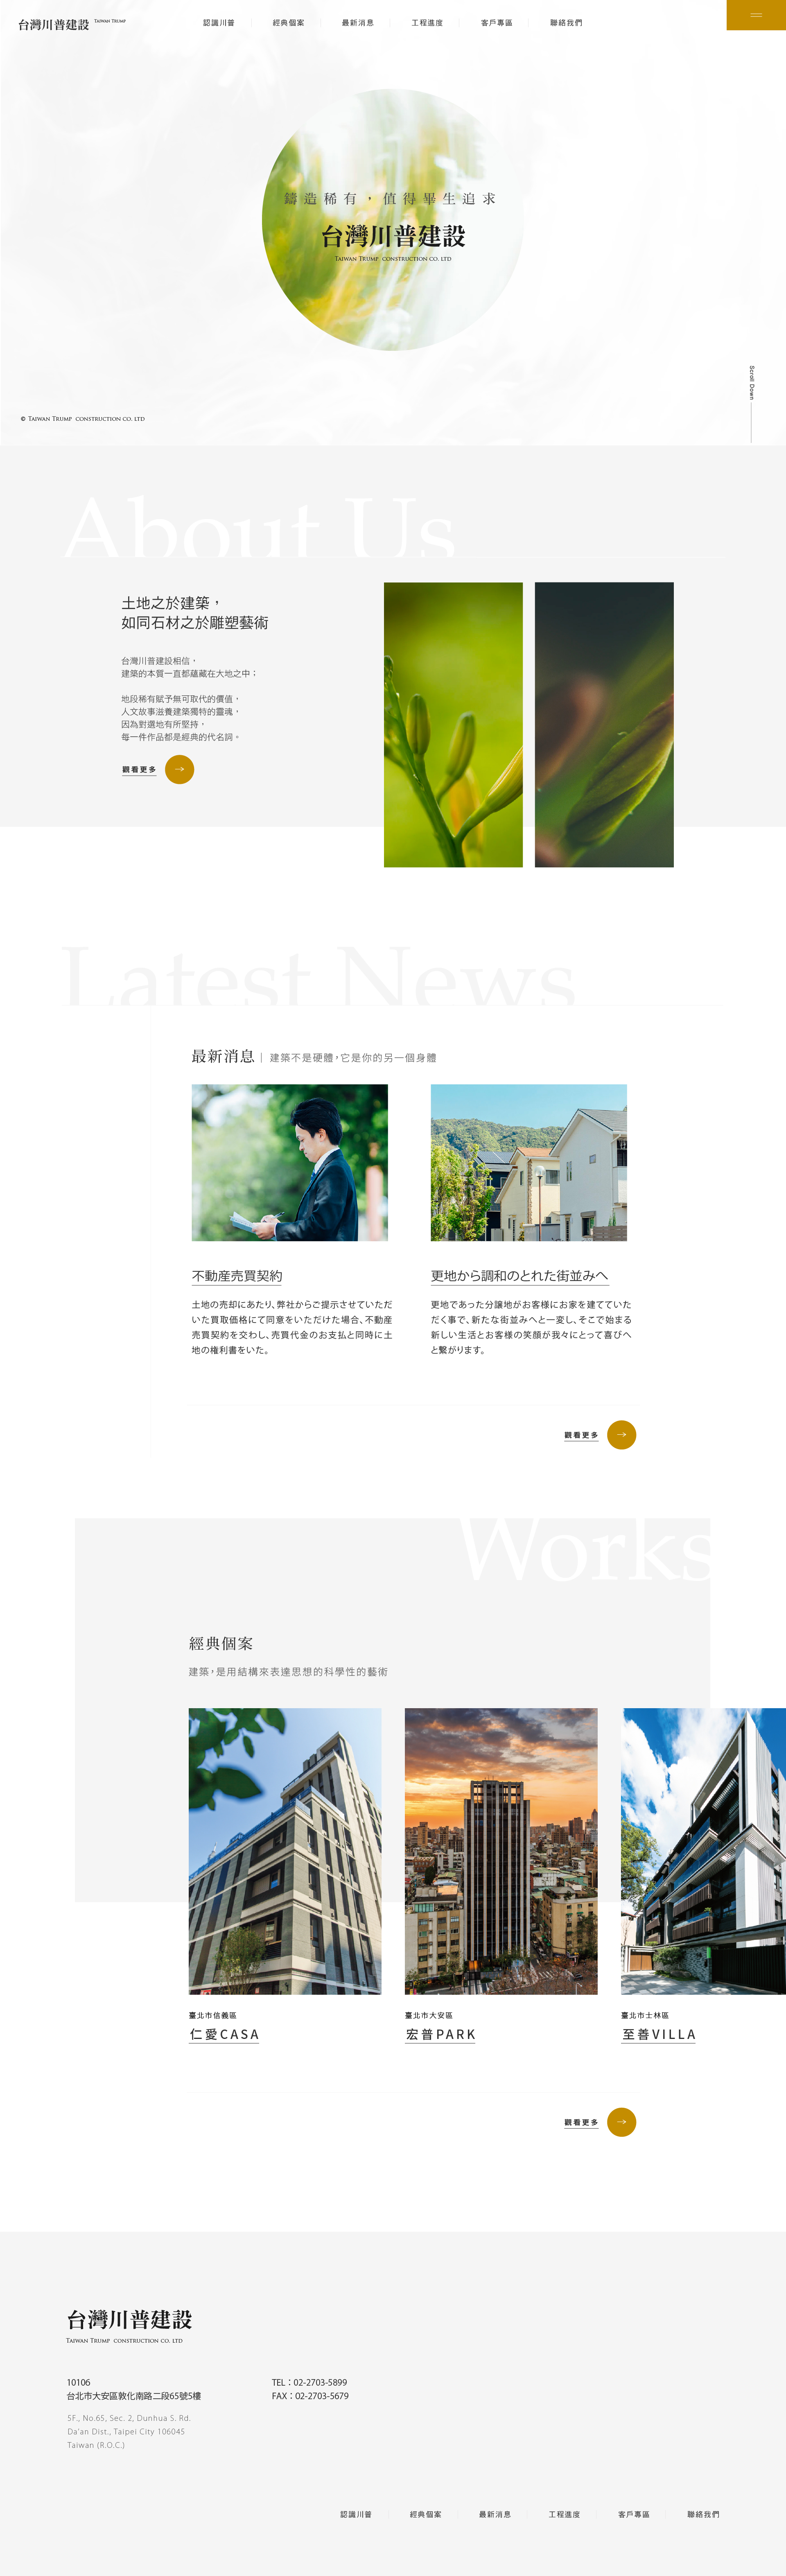 台灣川普建設 Taiwan Trump
認識川普 經典個案 最新消息 工程進度 客戶專區 聯絡我們
鑄造稀有，值得畢生追求
台灣川普建設
Taiwan Trump construction co. ltd
Scroll Down
© Taiwan Trump construction co. ltd
About Us
土地之於建築，
如同石材之於雕塑藝術
台灣川普建設相信，
建築的本質一直都蘊藏在大地之中；
地段稀有賦予無可取代的價值，
人文故事滋養建築獨特的靈魂，
因為對選地有所堅持，
每一件作品都是經典的代名詞。
觀看更多
Latest News
最新消息 | 建築不是硬體，它是你的另一個身體
不動産売買契約
土地の売却にあたり、弊社からご提示させていただ
いた買取価格にて同意をいただけた場合、不動産
売買契約を交わし、売買代金のお支払と同時に土
地の権利書をいた。
更地から調和のとれた街並みへ
更地であった分譲地がお客様にお家を建てていた
だく事で、新たな街並みへと一変し、そこで始まる
新しい生活とお客様の笑顔が我々にとって喜びへ
と繋がります。
觀看更多
Works
經典個案
建築，是用結構來表達思想的科學性的藝術
臺北市信義區
仁愛CASA
臺北市大安區
宏普PARK
臺北市士林區
至善VILLA
觀看更多
台灣川普建設
Taiwan Trump construction co. ltd
10106
台北市大安區敦化南路二段65號5樓
TEL：02-2703-5899
FAX：02-2703-5679
5F., No.65, Sec. 2, Dunhua S. Rd.
Da'an Dist., Taipei City 106045
Taiwan (R.O.C.)
認識川普 經典個案 最新消息 工程進度 客戶專區 聯絡我們